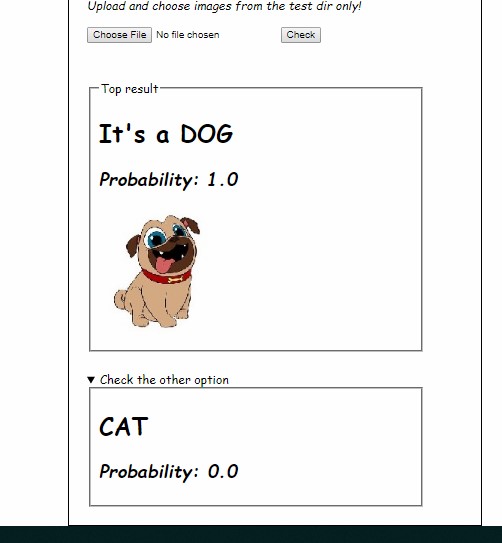 Upload and choose images from the test dir only!
Choose File No file chosen Check
Top result
It's a DOG
Probability: 1.0
▼ Check the other option
CAT
Probability: 0.0